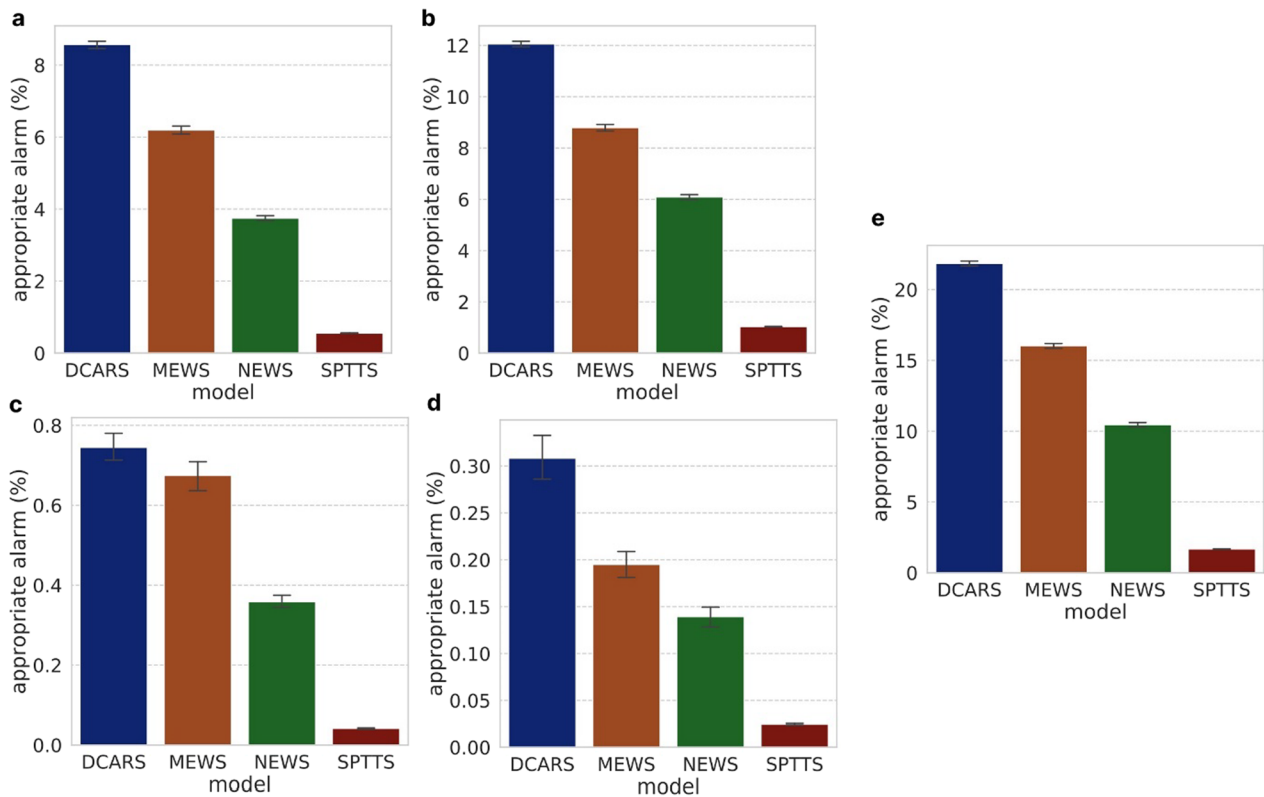 a
appropriate alarm (%)
8
6
4
2
0
DCARS MEWS NEWS SPTTS
model
b
appropriate alarm (%)
12
10
8
6
4
2
0
DCARS MEWS NEWS SPTTS
model
c
appropriate alarm (%)
0.8
0.6
0.4
0.2
0.0
DCARS MEWS NEWS SPTTS
model
d
appropriate alarm (%)
0.30
0.25
0.20
0.15
0.10
0.05
0.00
DCARS MEWS NEWS SPTTS
model
e
appropriate alarm (%)
20
15
10
5
0
DCARS MEWS NEWS SPTTS
model